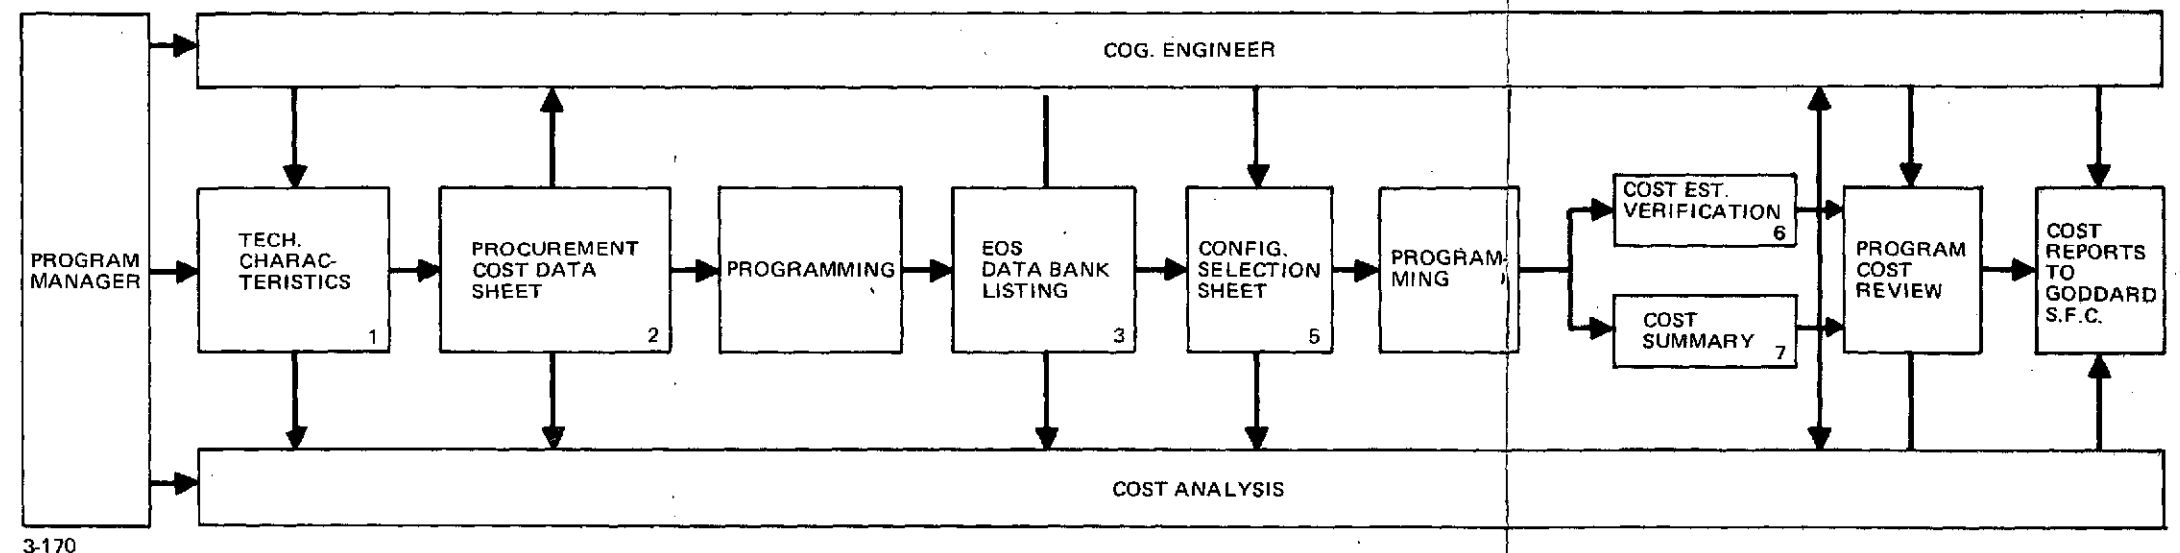 COG. ENGINEER
PROGRAM
MANAGER
TECH.
CHARAC-
TERISTICS
1
PROCUREMENT
COST DATA
SHEET
2
PROGRAMMING
EOS
DATA BANK
LISTING
3
CONFIG.
SELECTION
SHEET
5
PROGRAM-
MING
COST EST.
VERIFICATION
6
COST
SUMMARY
7
PROGRAM
COST
REVIEW
COST
REPORTS
TO
GODDARD
S.F.C.
COST ANALYSIS
3-170